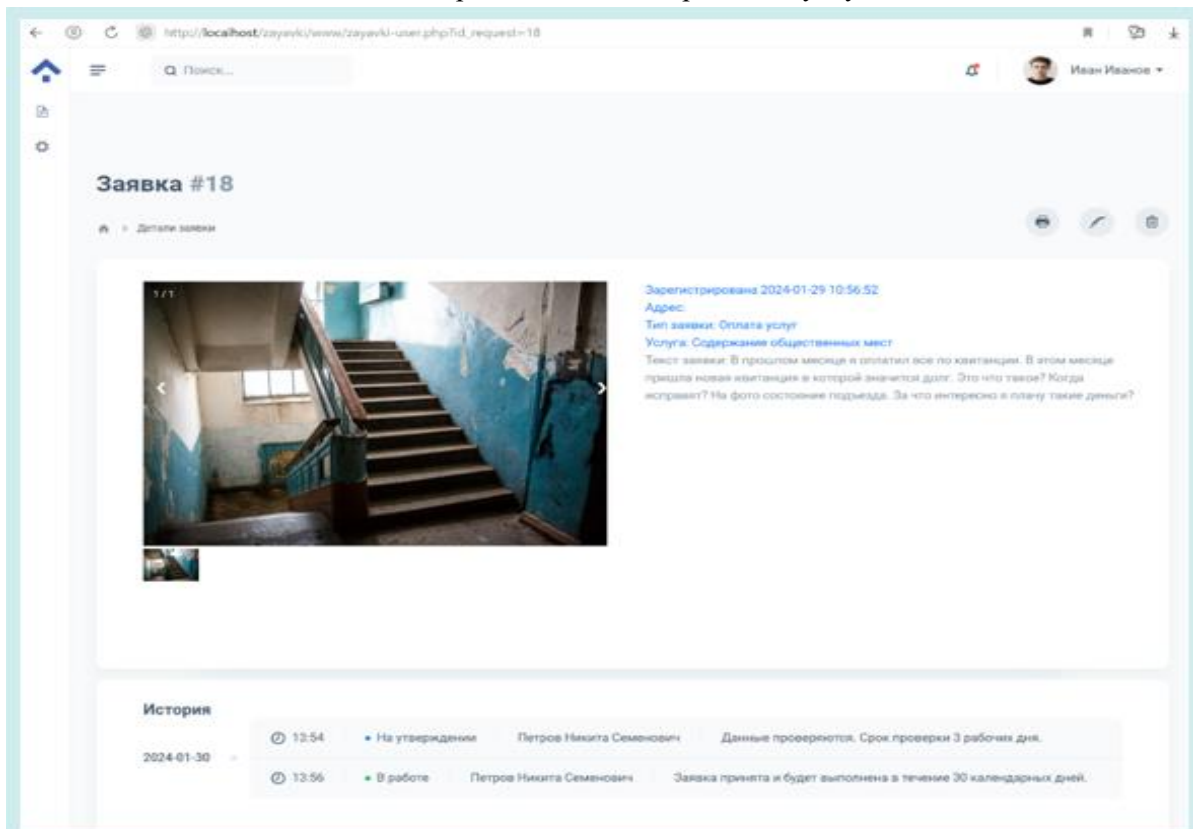 http://localhost/zayavki/www/zayavki-user.php?id_request=18
Поиск...
Иван Иванов
Заявка #18
Детали заявки
1 / 1
Зарегистрирована 2024-01-29 10:56:52
Адрес:
Тип заявки: Оплата услуг
Услуга: Содержание общественных мест
Текст заявки: В прошлом месяце я оплатил все по квитанции. В этом месяце
пришла новая квитанция в которой значится долг. Это что такое? Когда
исправят? На фото состояние подъезда. За что интересно я плачу такие деньги?
История
2024-01-30
13:54 На утверждении Петров Никита Семенович Данные проверяются. Срок проверки 3 рабочих дня.
13:56 В работе Петров Никита Семенович Заявка принята и будет выполнена в течение 30 календарных дней.